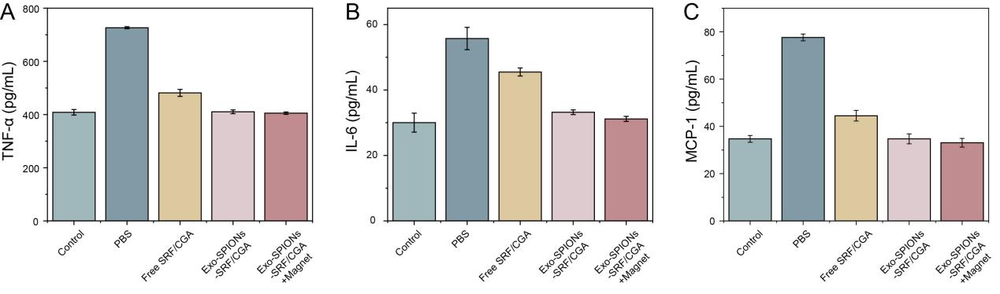 A
TNF-α (pg/mL)
800
600
400
200
0
Control
PBS
Free SRF/CGA
Exo-SPIONs
-SRF/CGA
Exo-SPIONs
-SRF/CGA
+Magnet
B
IL-6 (pg/mL)
60
40
20
0
Control
PBS
Free SRF/CGA
Exo-SPIONs
-SRF/CGA
Exo-SPIONs
-SRF/CGA
+Magnet
C
MCP-1 (pg/mL)
80
60
40
20
0
Control
PBS
Free SRF/CGA
Exo-SPIONs
-SRF/CGA
Exo-SPIONs
-SRF/CGA
+Magnet